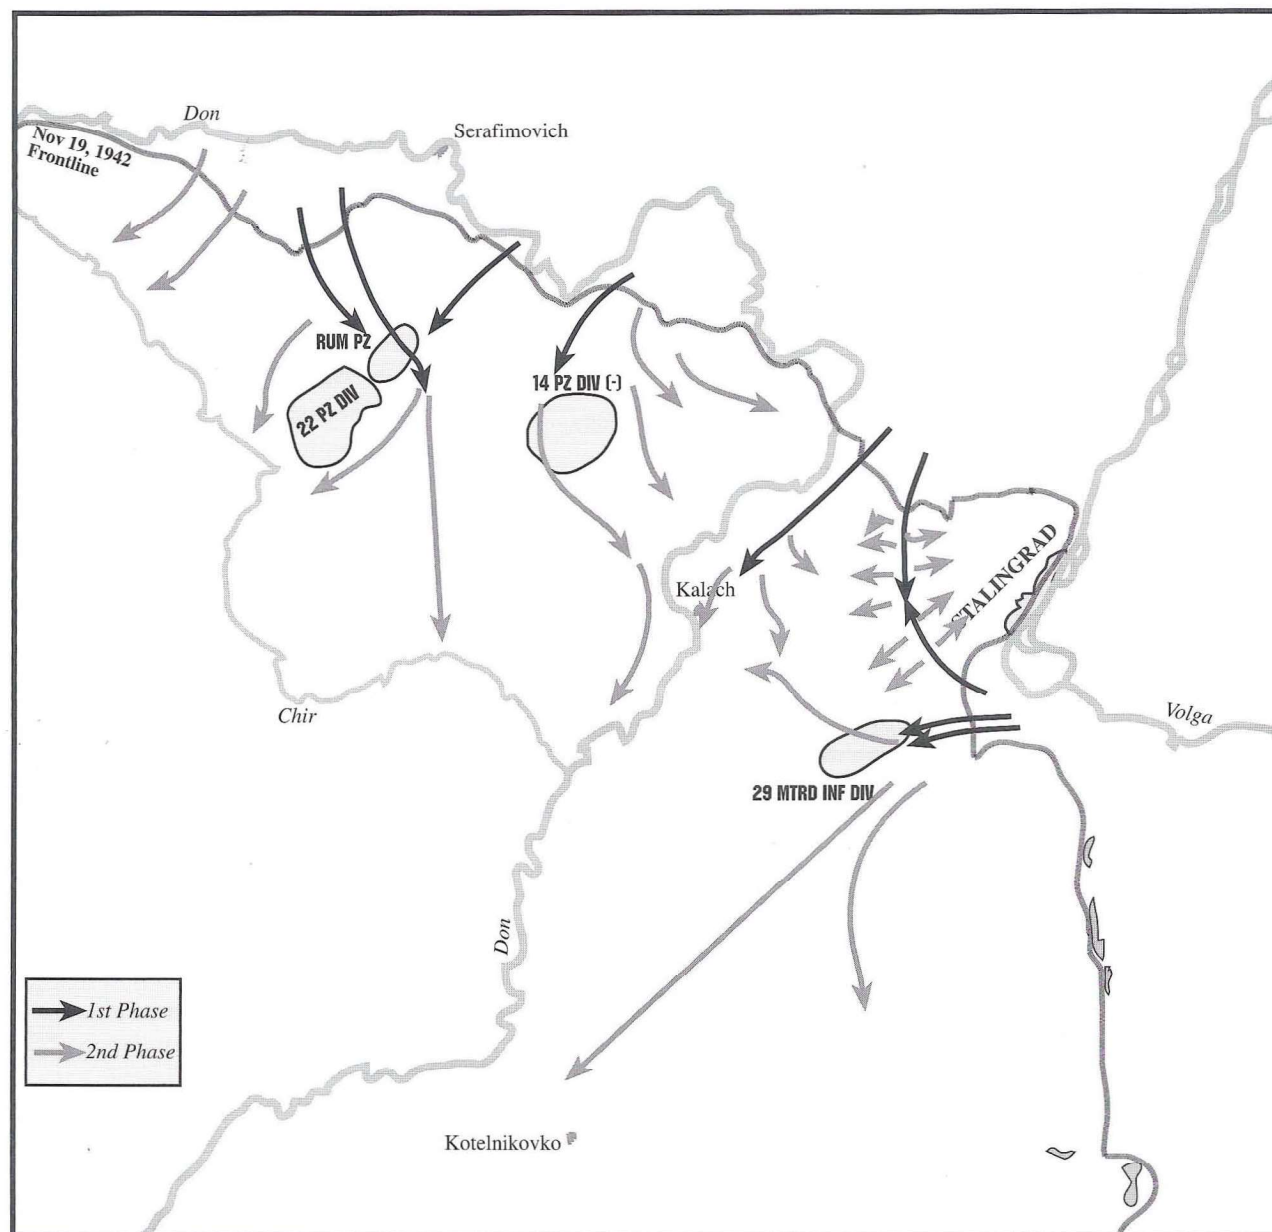 Don
Serafimovich
Nov 19, 1942
Frontline
RUM PZ
14 PZ DIV (-)
22 PZ DIV
STALINGRAD
Kalach
Chir
Volga
29 MTRD INF DIV
Don
1st Phase
2nd Phase
Kotelnikovko